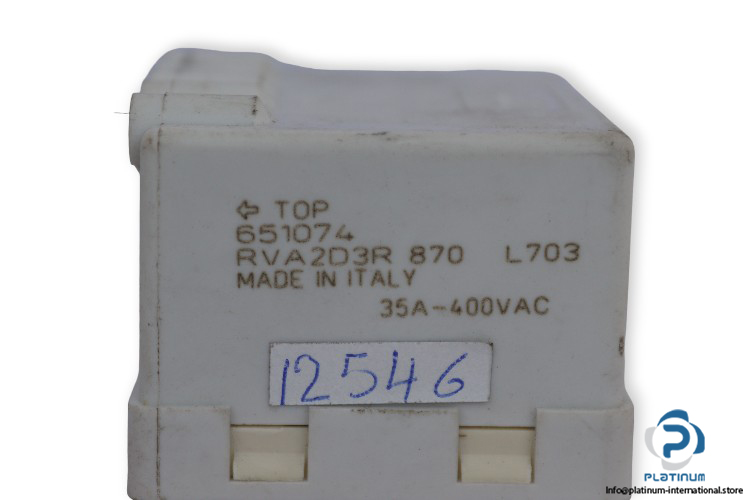 ⇦ TOP
651074
RVA2D3R 870 L703
MADE IN ITALY
35A-400VAC
12546
PLATINUM
Info@platinum-international.store